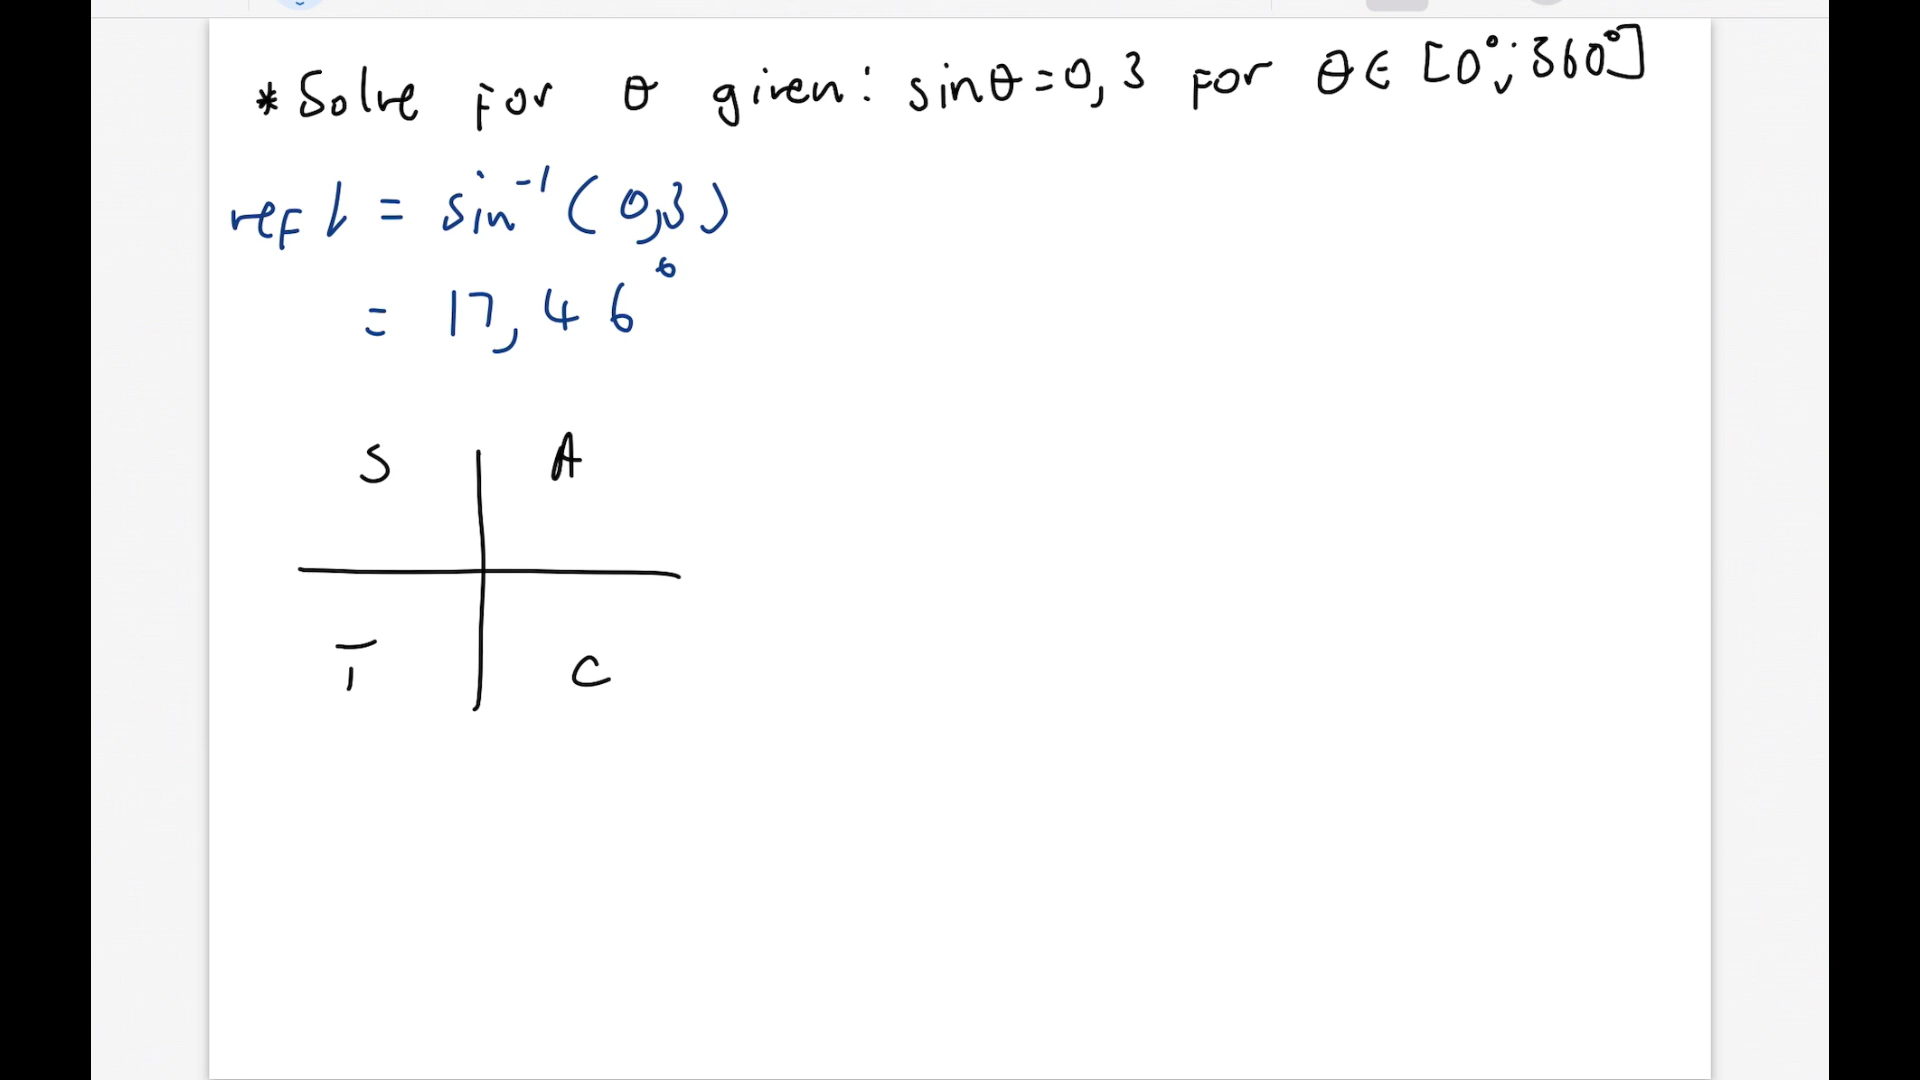 * Solve for θ given: sinθ = 0,3 for θ ∈ [0°; 360°]
ref ∠ = sin⁻¹(0,3)
= 17,46°
S A
T C